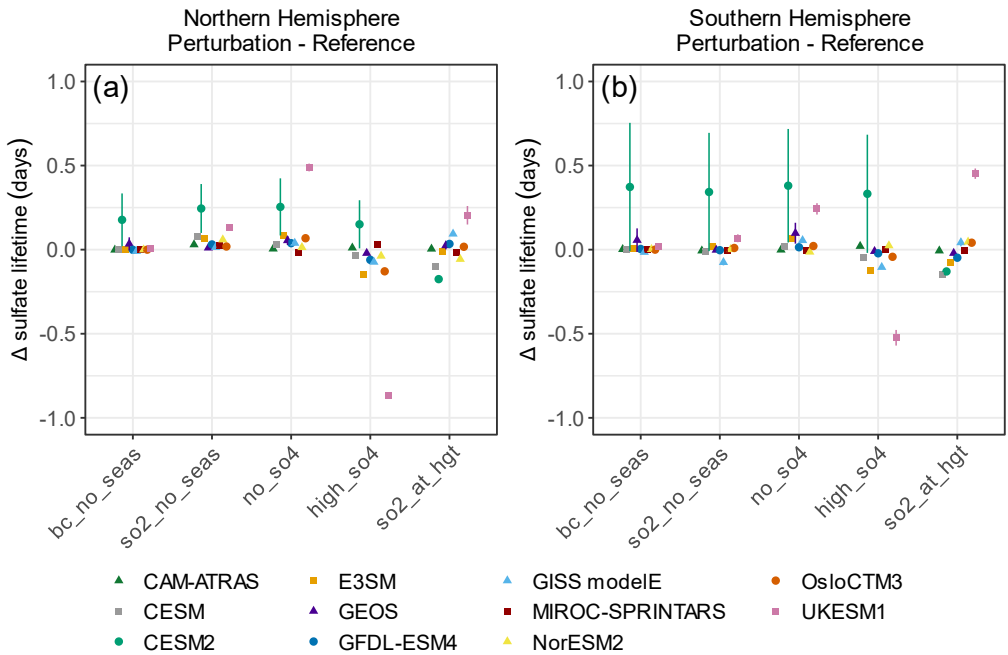 Northern Hemisphere
Perturbation - Reference
(a)
Δ sulfate lifetime (days)
1.0
0.5
0.0
-0.5
-1.0
bc_no_seas
so2_no_seas
no_so4
high_so4
so2_at_hgt
Southern Hemisphere
Perturbation - Reference
(b)
Δ sulfate lifetime (days)
1.0
0.5
0.0
-0.5
-1.0
bc_no_seas
so2_no_seas
no_so4
high_so4
so2_at_hgt
CAM-ATRAS
CESM
CESM2
E3SM
GEOS
GFDL-ESM4
GISS modelE
MIROC-SPRINTARS
NorESM2
OsloCTM3
UKESM1